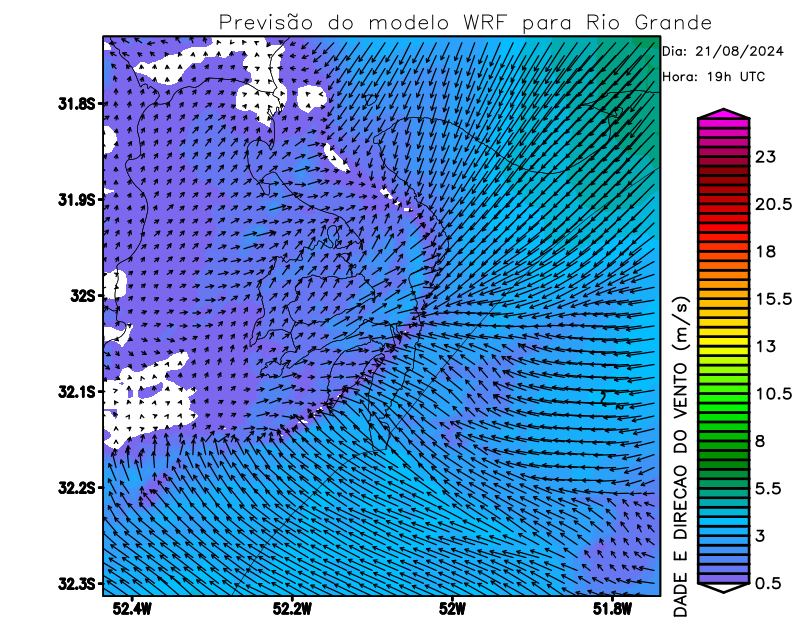 Previsão do modelo WRF para Rio Grande
Dia: 21/08/2024
Hora: 19h UTC
31.8S
31.9S
32S
32.1S
32.2S
32.3S
52.4W
52.2W
52W
51.8W
23
20.5
18
15.5
13
10.5
8
5.5
3
0.5
DADE E DIRECAO DO VENTO (m/s)